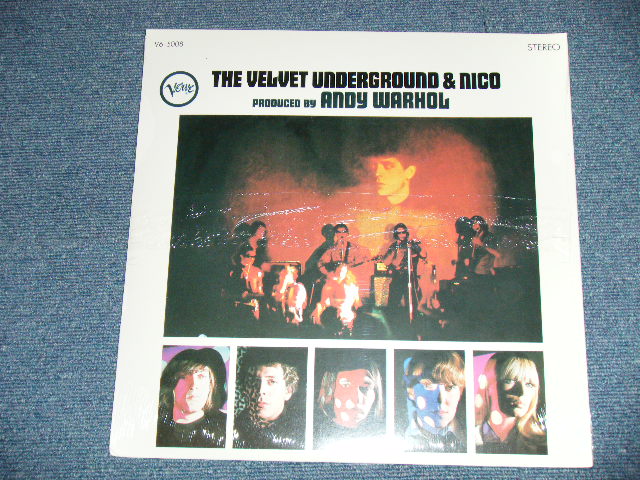 V6-5008
STEREO
Verve
THE VELVET UNDERGROUND & NICO
PRODUCED BY ANDY WARHOL